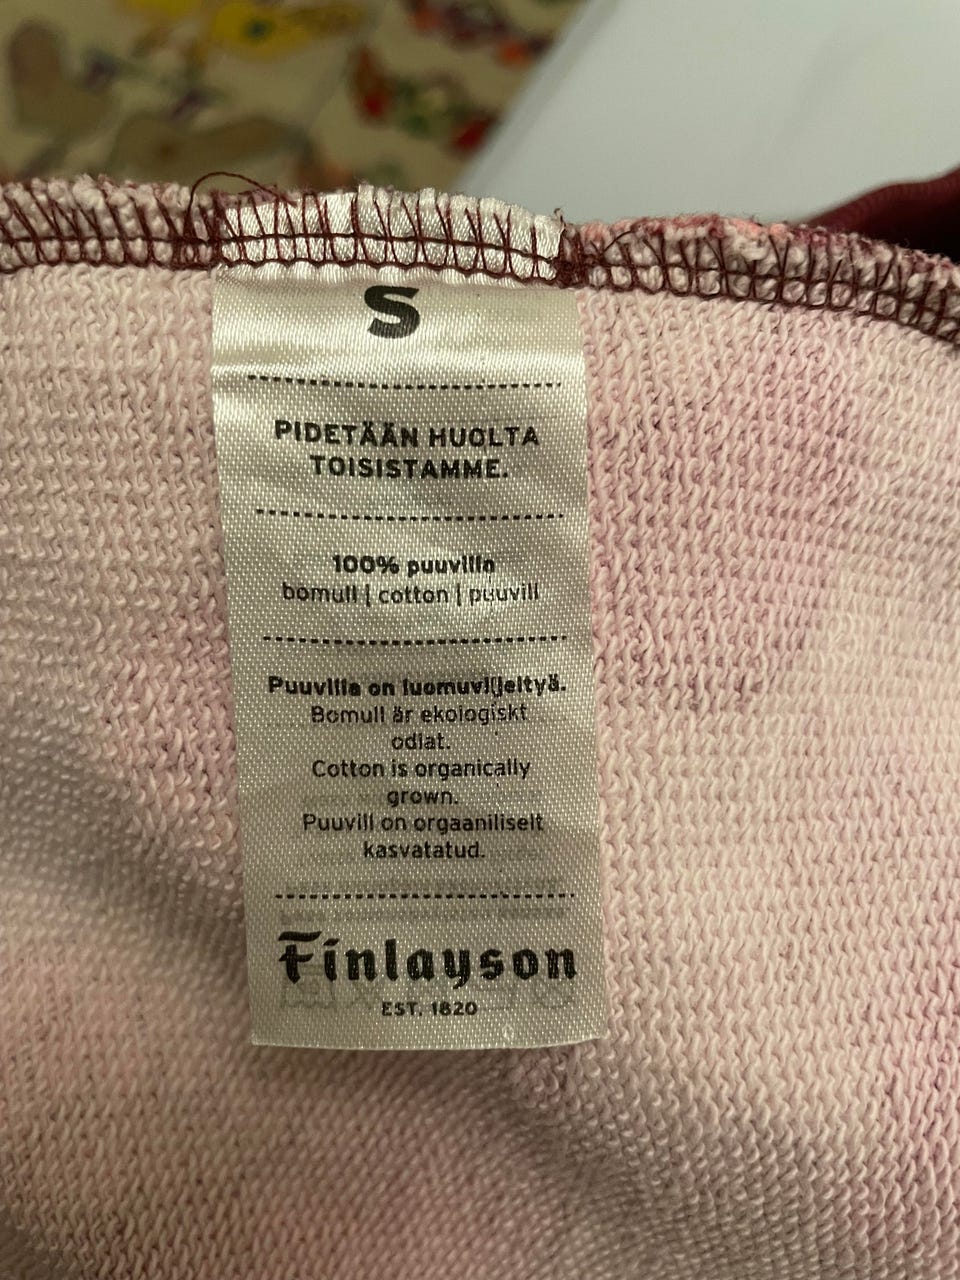 S
PIDETÄÄN HUOLTA
TOISISTAMME.
100% puuvilla
bomull | cotton | puuvill
Puuvilla on luomuviljeltyä.
Bomull är ekologiskt
odlat.
Cotton is organically
grown.
Puuvill on orgaaniliselt
kasvatatud.
Finlayson
EST. 1820